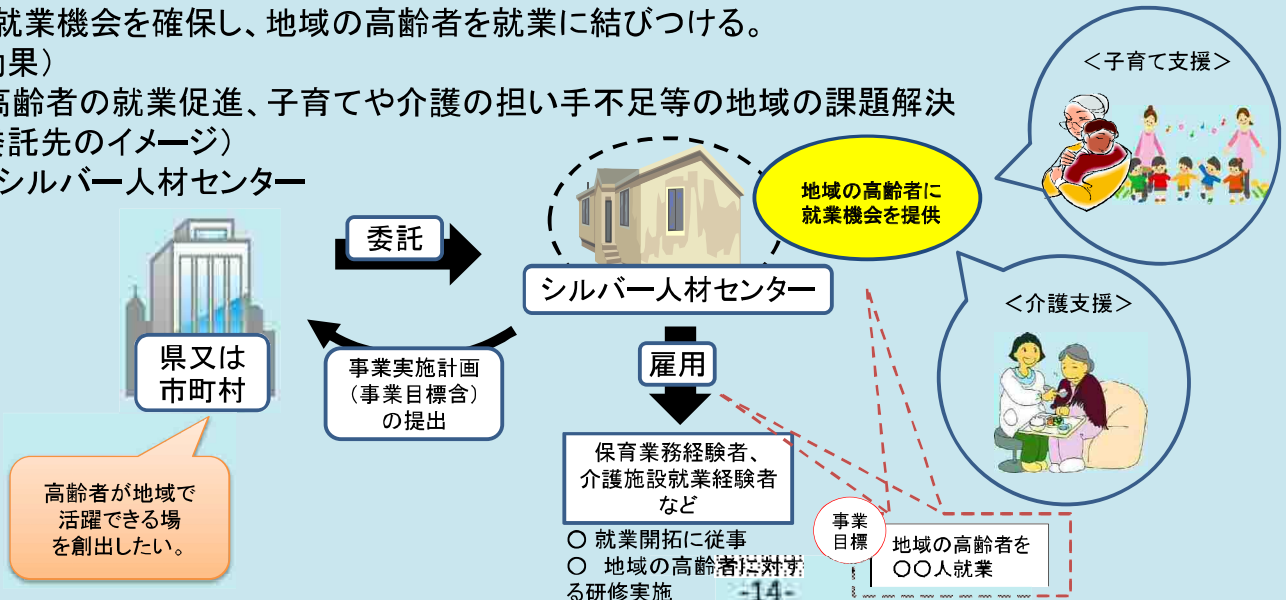 就業機会を確保し、地域の高齢者を就業に結びつける。
果）
高齢者の就業促進、子育てや介護の担い手不足等の地域の課題解決
託先のイメージ）
シルバー人材センター
＜子育て支援＞
地域の高齢者に
就業機会を提供
委託
シルバー人材センター
＜介護支援＞
県又は
市町村
事業実施計画
（事業目標含）
の提出
雇用
高齢者が地域で
活躍できる場
を創出したい。
保育業務経験者、
介護施設就業経験者
など
○ 就業開拓に従事
○ 地域の高齢者に対す
る研修実施
事業
目標
地域の高齢者を
○○人就業
-14-